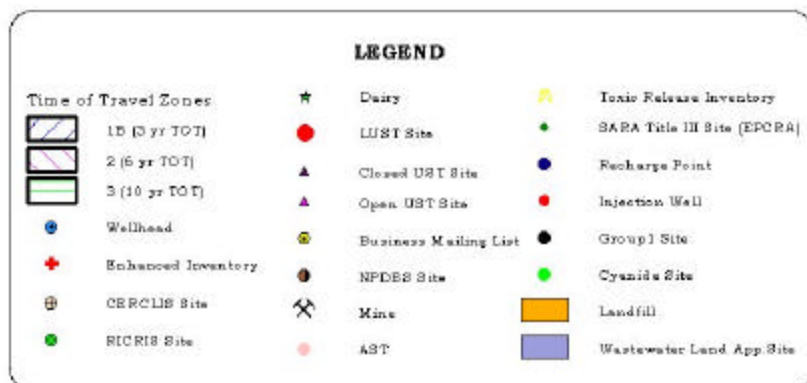 LEGEND
Time of Travel Zones
1B (3 yr TOT)
2 (6 yr TOT)
3 (10 yr TOT)
Wellhead
Enhanced Inventory
CERCLIS Site
RICRIS Site
Dairy
LUST Site
Closed UST Site
Open UST Site
Business Mailing List
NPDES Site
Mine
AST
Toxic Release Inventory
SARA Title III Site (EPCRA)
Recharge Point
Injection Well
Group1 Site
Cyanide Site
Landfill
Wastewater Land App.Site